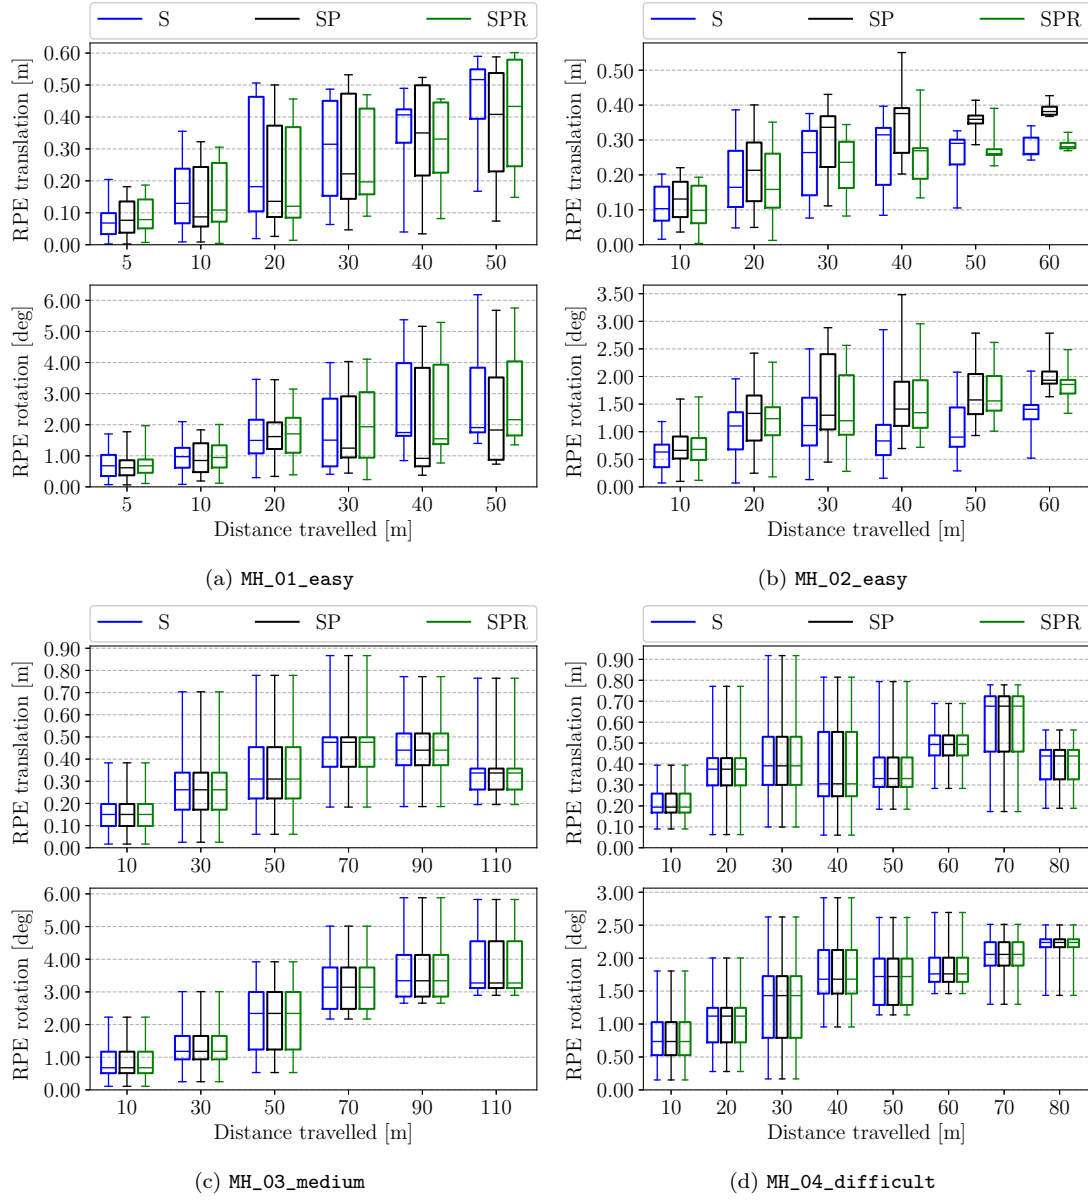 S SP SPR
RPE translation [m]
0.60
0.50
0.40
0.30
0.20
0.10
0.00
5 10 20 30 40 50
RPE rotation [deg]
6.00
5.00
4.00
3.00
2.00
1.00
0.00
5 10 20 30 40 50
Distance travelled [m]
(a) MH_01_easy
S SP SPR
RPE translation [m]
0.50
0.40
0.30
0.20
0.10
0.00
10 20 30 40 50 60
RPE rotation [deg]
3.50
3.00
2.50
2.00
1.50
1.00
0.50
0.00
10 20 30 40 50 60
Distance travelled [m]
(b) MH_02_easy
S SP SPR
RPE translation [m]
0.90
0.80
0.70
0.60
0.50
0.40
0.30
0.20
0.10
0.00
10 30 50 70 90 110
RPE rotation [deg]
6.00
5.00
4.00
3.00
2.00
1.00
0.00
10 30 50 70 90 110
Distance travelled [m]
(c) MH_03_medium
S SP SPR
RPE translation [m]
0.90
0.80
0.70
0.60
0.50
0.40
0.30
0.20
0.10
0.00
10 20 30 40 50 60 70 80
RPE rotation [deg]
3.00
2.50
2.00
1.50
1.00
0.50
0.00
10 20 30 40 50 60 70 80
Distance travelled [m]
(d) MH_04_difficult